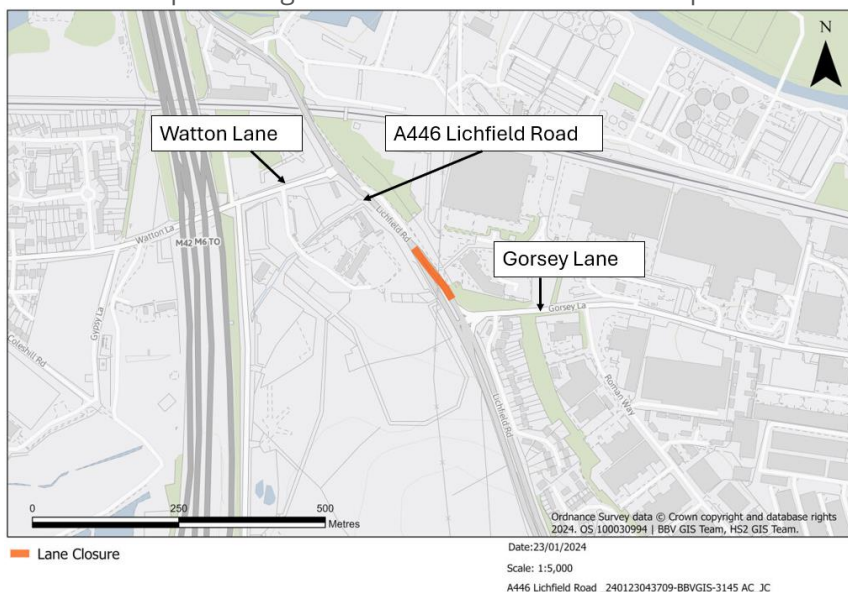 N
Watton Lane
A446 Lichfield Road
Lichfield Rd
Gorsey Lane
Watton La
M42 M6 TO
Gorsey La
Gypsy La
Coleshill Rd
Roman Way
Lichfield Rd
0
250
500
Metres
Ordnance Survey data © Crown copyright and database rights
2024. OS 100030994 | BBV GIS Team, HS2 GIS Team.
Lane Closure
Date:23/01/2024
Scale: 1:5,000
A446 Lichfield Road 240123043709-BBVGIS-3145 AC JC